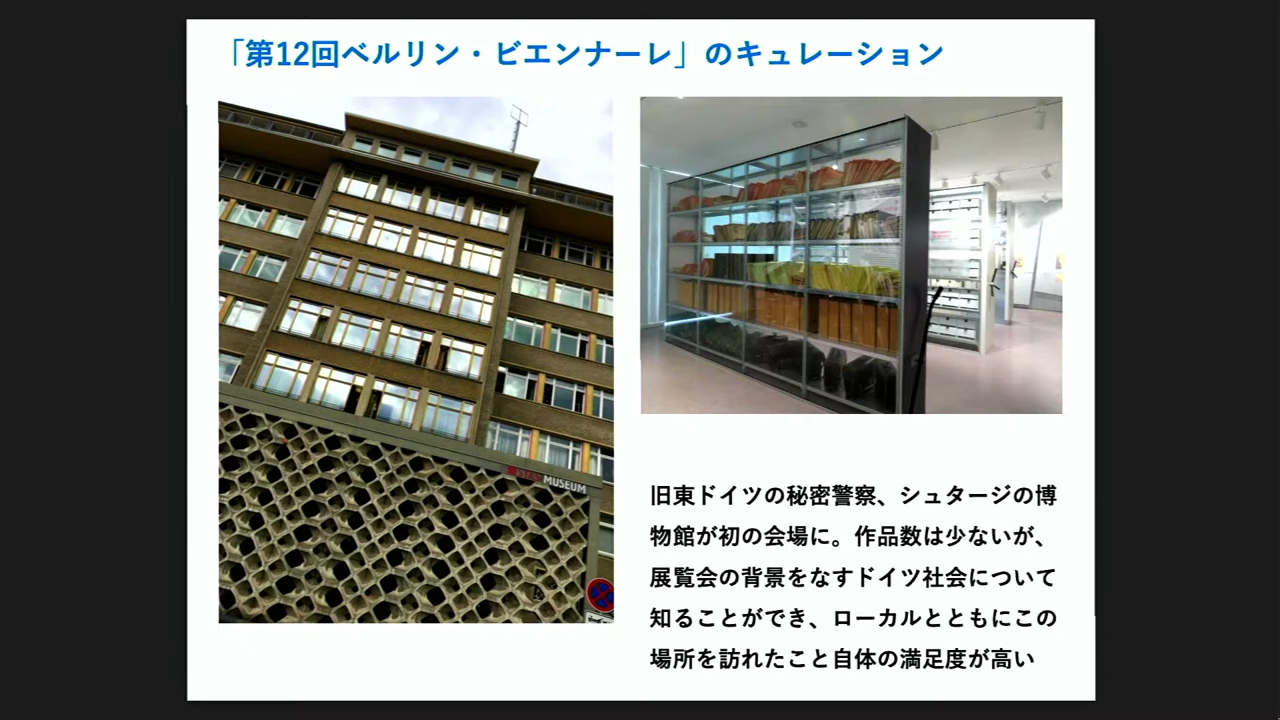 「第12回ベルリン・ビエンナーレ」のキュレーション
STASI MUSEUM
旧東ドイツの秘密警察、シュタージの博
物館が初の会場に。作品数は少ないが、
展覧会の背景をなすドイツ社会について
知ることができ、ローカルとともにこの
場所を訪れたこと自体の満足度が高い